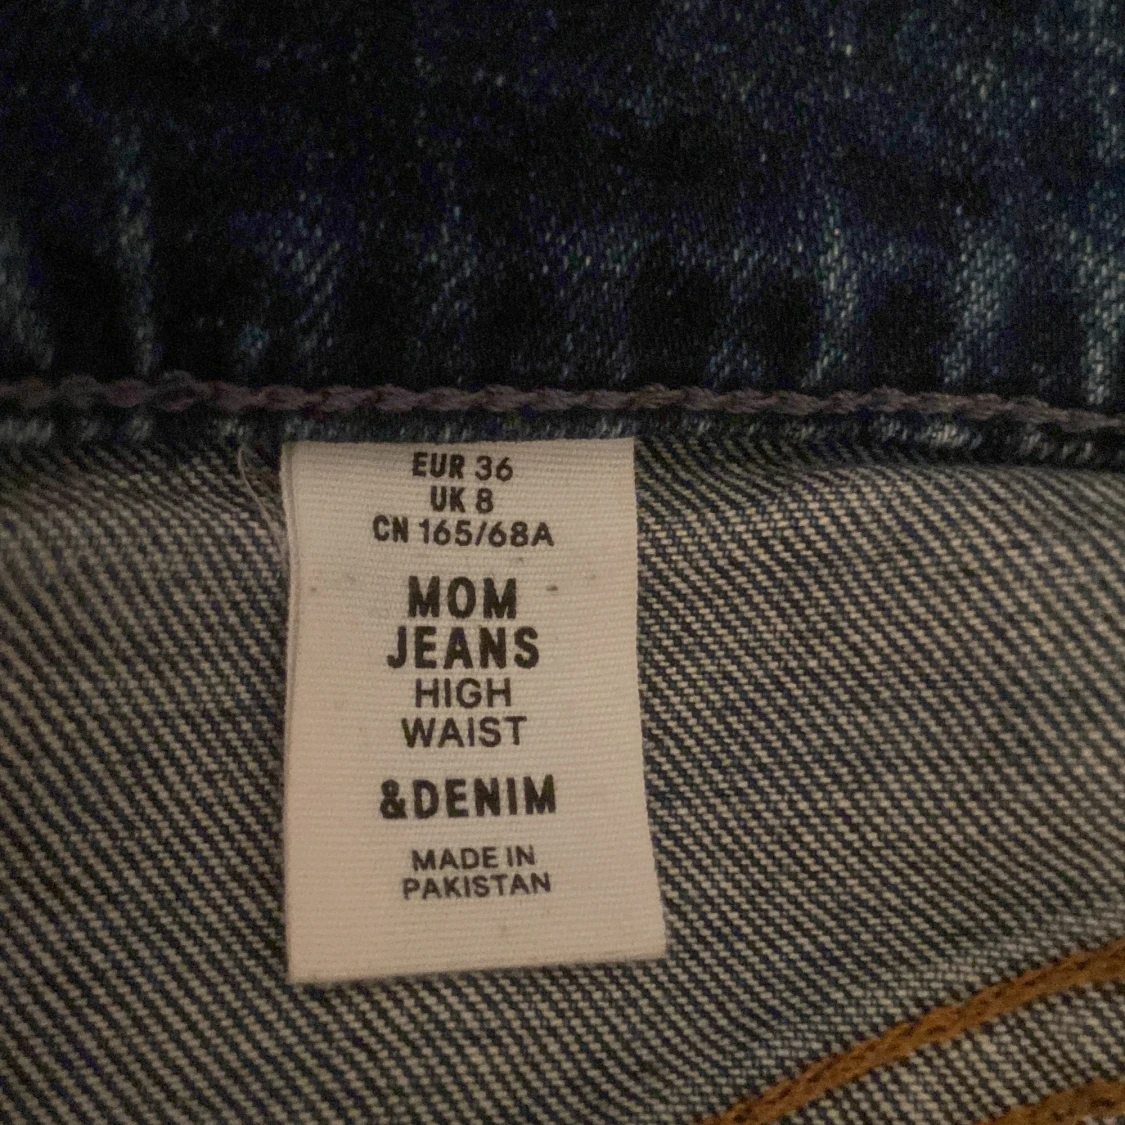 EUR 36
UK 8
CN 165/68A
MOM
JEANS
HIGH
WAIST
&DENIM
MADE IN
PAKISTAN